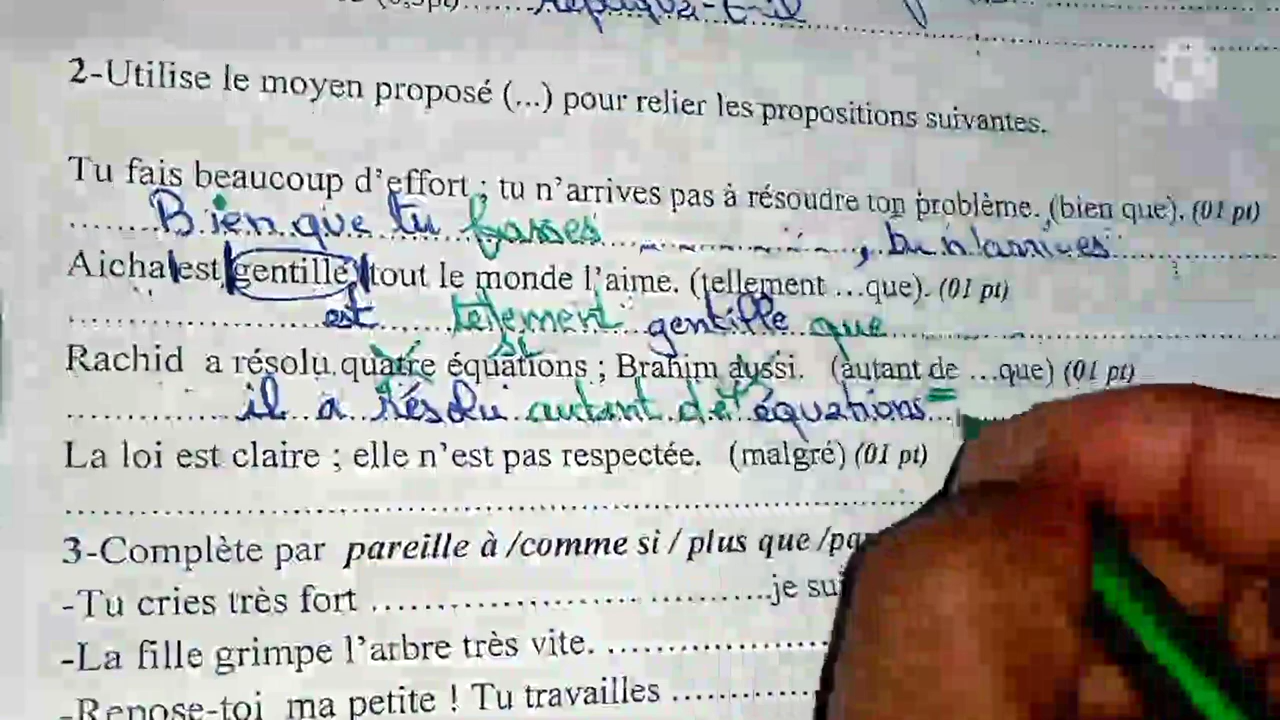 2-Utilise le moyen proposé (...) pour relier les propositions suivantes.
Tu fais beaucoup d'effort ; tu n'arrives pas à résoudre ton problème. (bien que). (01 pt)
Bien que tu fasses , tu n'arrives
Aicha est gentille tout le monde l'aime. (tellement ...que). (01 pt)
est tellement gentille que
Rachid a résolu quatre équations ; Brahim aussi. (autant de ...que) (01 pt)
il a résolu autant d' équations
La loi est claire ; elle n'est pas respectée. (malgré) (01 pt)
3-Complète par pareille à /comme si / plus que /
-Tu cries très fort ........ je
-La fille grimpe l'arbre très vite. ........
-Repose-toi ma petite ! Tu travailles ........